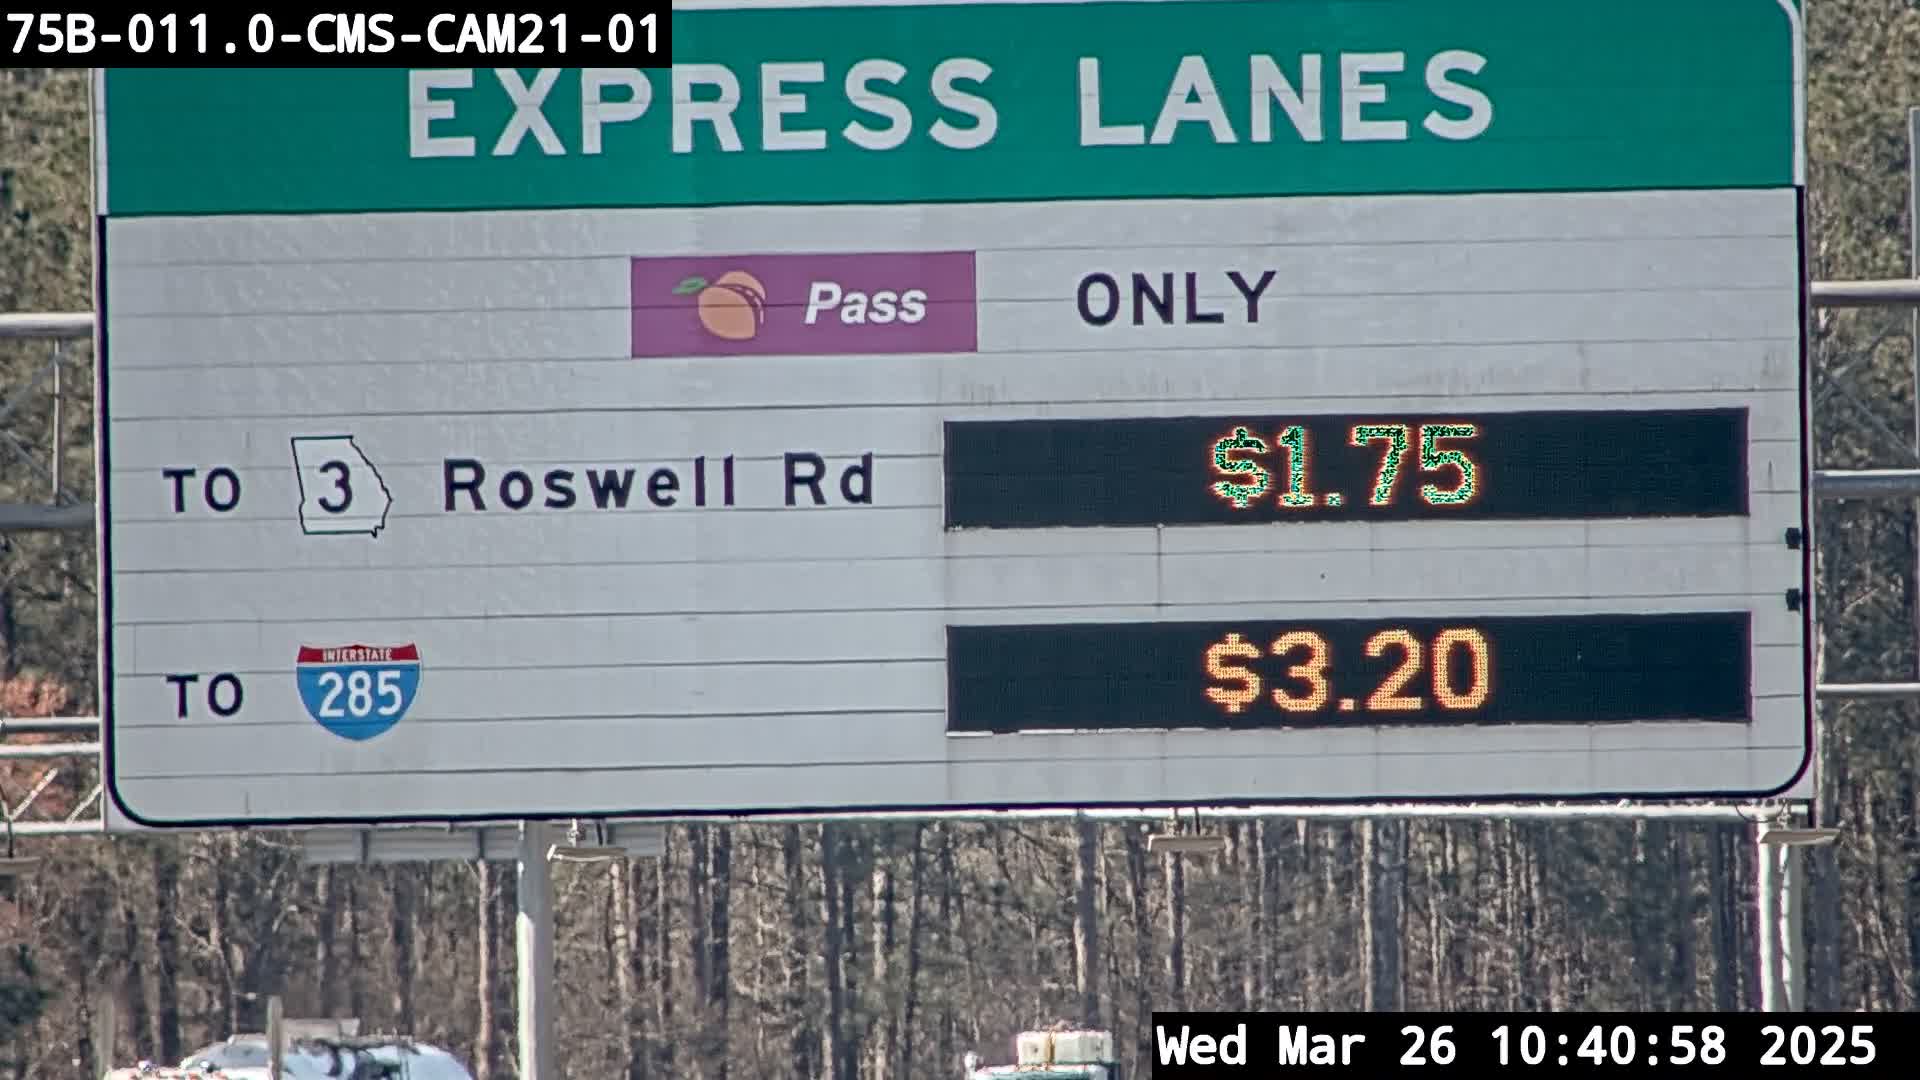 75B-011.0-CMS-CAM21-01
EXPRESS LANES
Pass ONLY
TO 3 Roswell Rd $1.75
TO INTERSTATE 285 $3.20
Wed Mar 26 10:40:58 2025